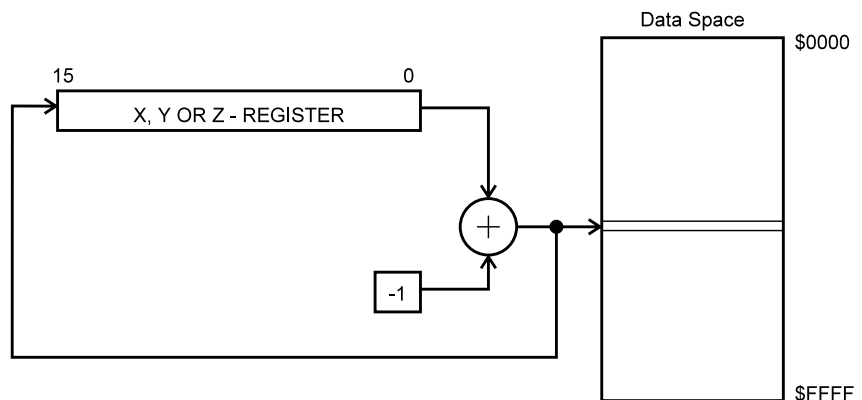 Data Space
$0000
15
0
X, Y OR Z - REGISTER
+
-1
$FFFF